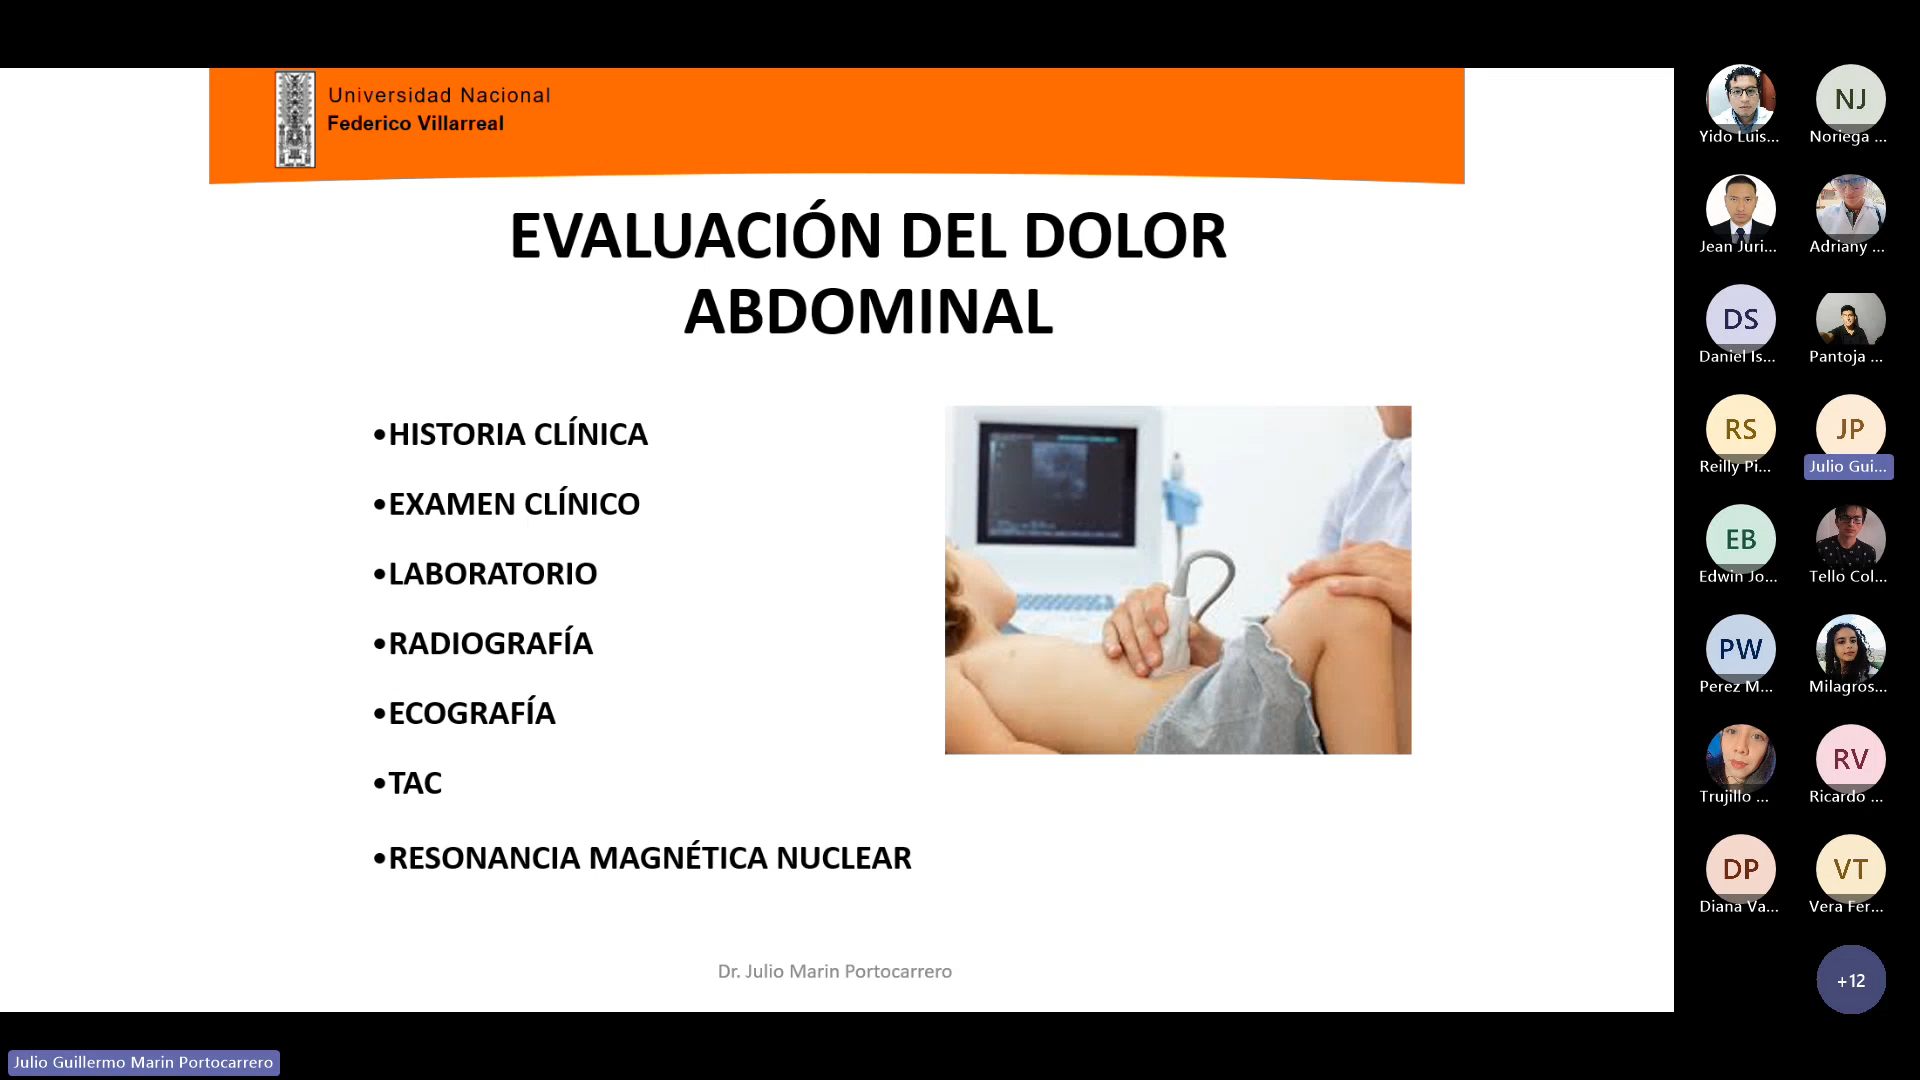 Universidad Nacional
Federico Villarreal
EVALUACIÓN DEL DOLOR
ABDOMINAL
•HISTORIA CLÍNICA
•EXAMEN CLÍNICO
•LABORATORIO
•RADIOGRAFÍA
•ECOGRAFÍA
•TAC
•RESONANCIA MAGNÉTICA NUCLEAR
Dr. Julio Marin Portocarrero
Yido Luis...
NJ
Noriega ...
Jean Juri...
Adriany ...
DS
Daniel Is...
Pantoja ...
RS
Reilly Pi...
JP
Julio Gui...
EB
Edwin Jo...
Tello Col...
PW
Perez M...
Milagros...
Trujillo ...
RV
Ricardo ...
DP
Diana Va...
VT
Vera Fer...
+12
Julio Guillermo Marin Portocarrero